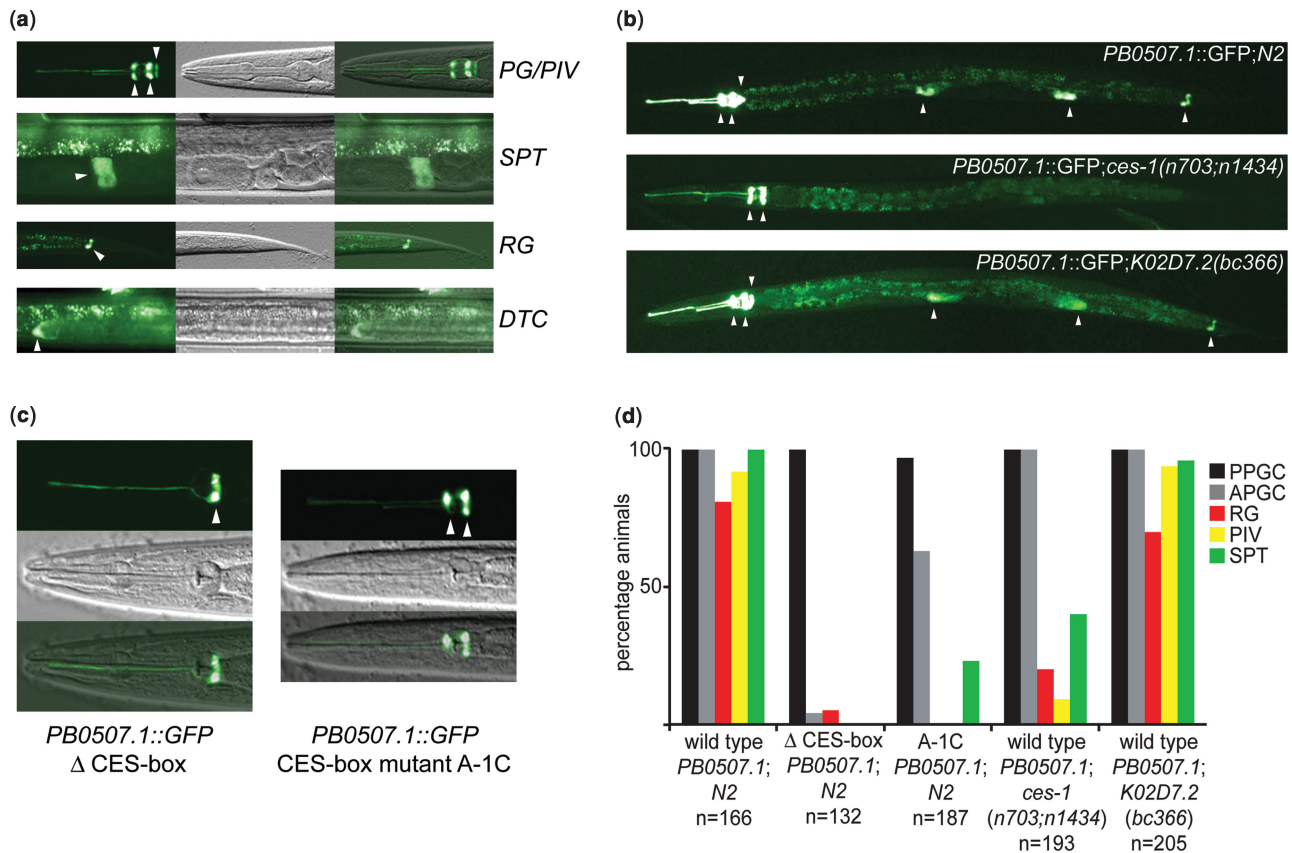 (a)
PG/PIV
SPT
RG
DTC
(b)
PB0507.1::GFP;N2
PB0507.1::GFP;ces-1(n703;n1434)
PB0507.1::GFP;K02D7.2(bc366)
(c)
PB0507.1::GFP
Δ CES-box
PB0507.1::GFP
CES-box mutant A-1C
(d)
percentage animals
100
50
PPGC
APGC
RG
PIV
SPT
wild type
PB0507.1;
N2
n=166
Δ CES-box
PB0507.1;
N2
n=132
A-1C
PB0507.1;
N2
n=187
wild type
PB0507.1;
ces-1
(n703;n1434)
n=193
wild type
PB0507.1;
K02D7.2
(bc366)
n=205